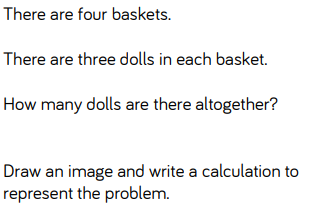 There are four baskets.
There are three dolls in each basket.
How many dolls are there altogether?
Draw an image and write a calculation to
represent the problem.